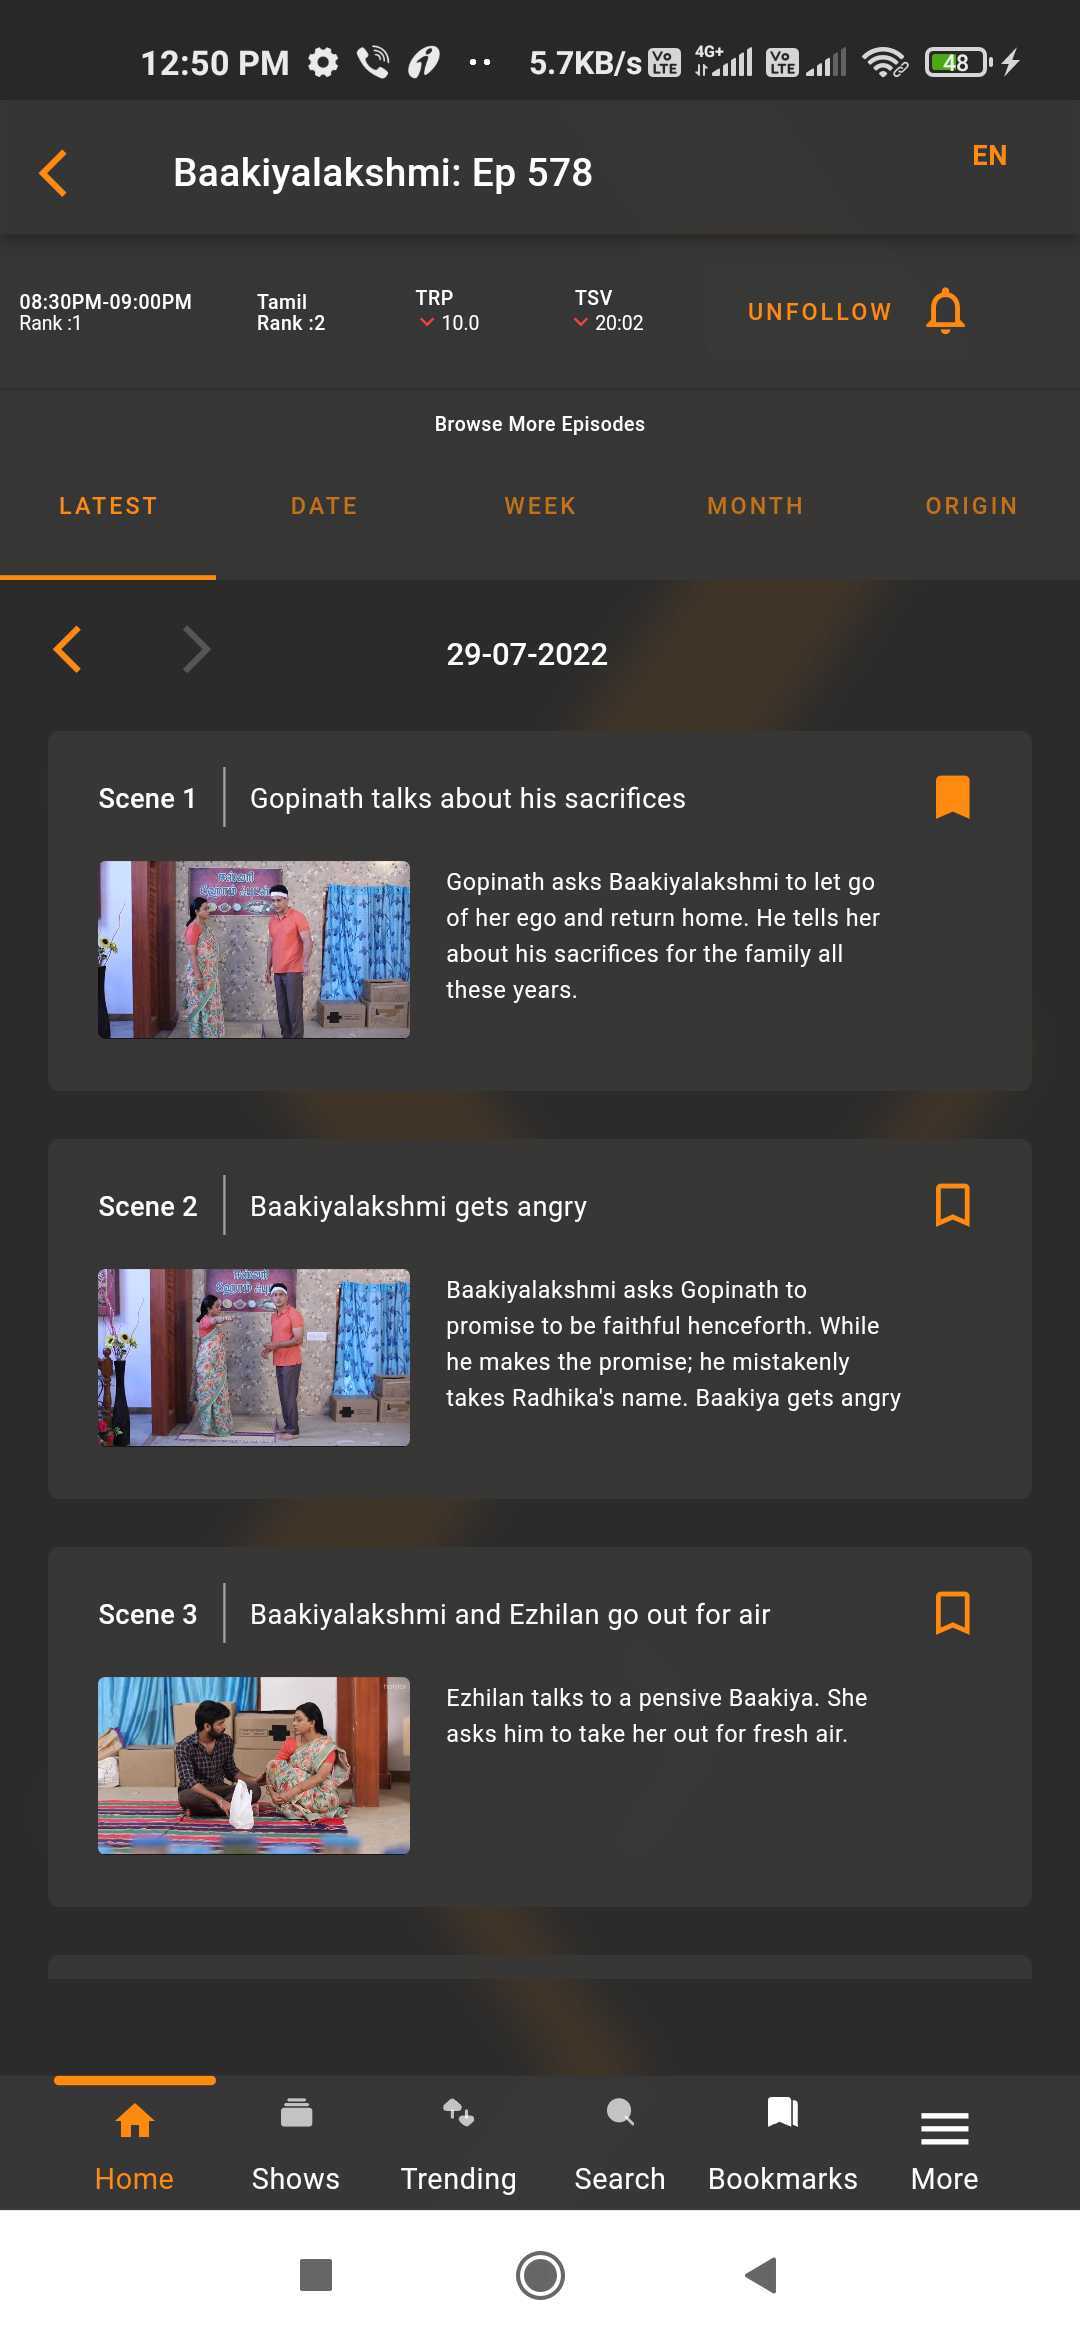 12:50 PM 5.7KB/s Vo LTE 4G+ Vo LTE 48
Baakiyalakshmi: Ep 578
EN
08:30PM-09:00PM
Rank :1
Tamil
Rank :2
TRP
10.0
TSV
20:02
UNFOLLOW
Browse More Episodes
LATEST DATE WEEK MONTH ORIGIN
29-07-2022
Scene 1 Gopinath talks about his sacrifices
Gopinath asks Baakiyalakshmi to let go
of her ego and return home. He tells her
about his sacrifices for the family all
these years.
Scene 2 Baakiyalakshmi gets angry
Baakiyalakshmi asks Gopinath to
promise to be faithful henceforth. While
he makes the promise; he mistakenly
takes Radhika's name. Baakiya gets angry
Scene 3 Baakiyalakshmi and Ezhilan go out for air
hotstar
Ezhilan talks to a pensive Baakiya. She
asks him to take her out for fresh air.
Home Shows Trending Search Bookmarks More